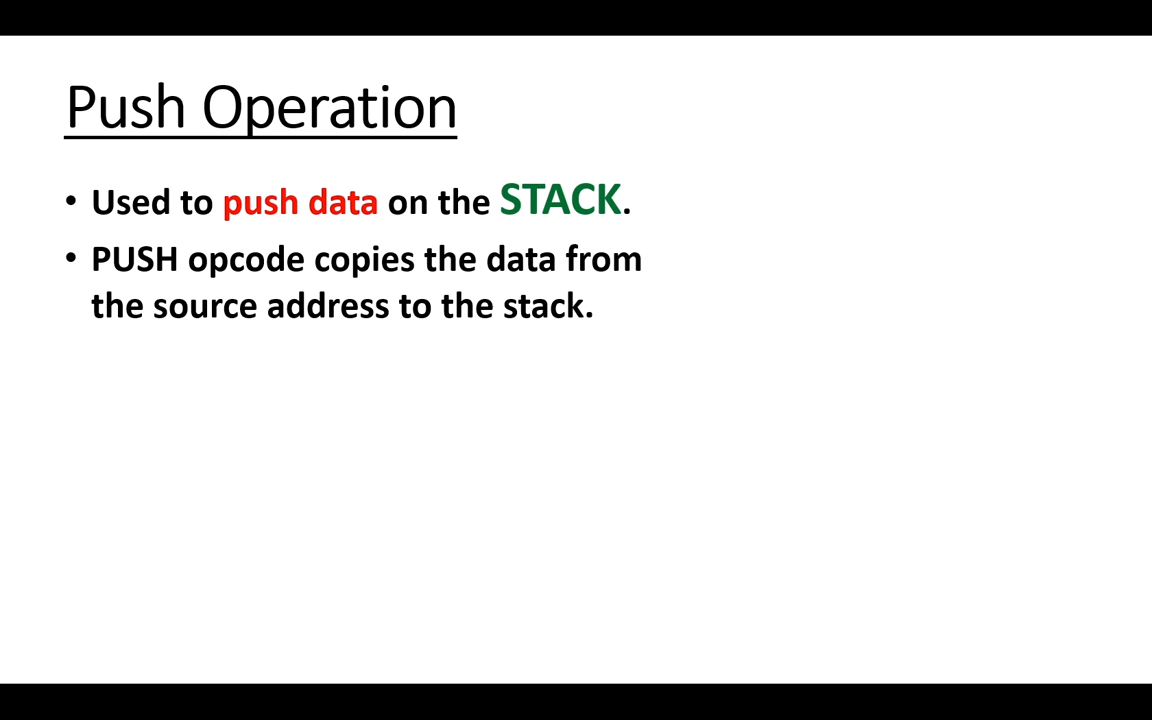 Push Operation
• Used to push data on the STACK.
• PUSH opcode copies the data from
the source address to the stack.